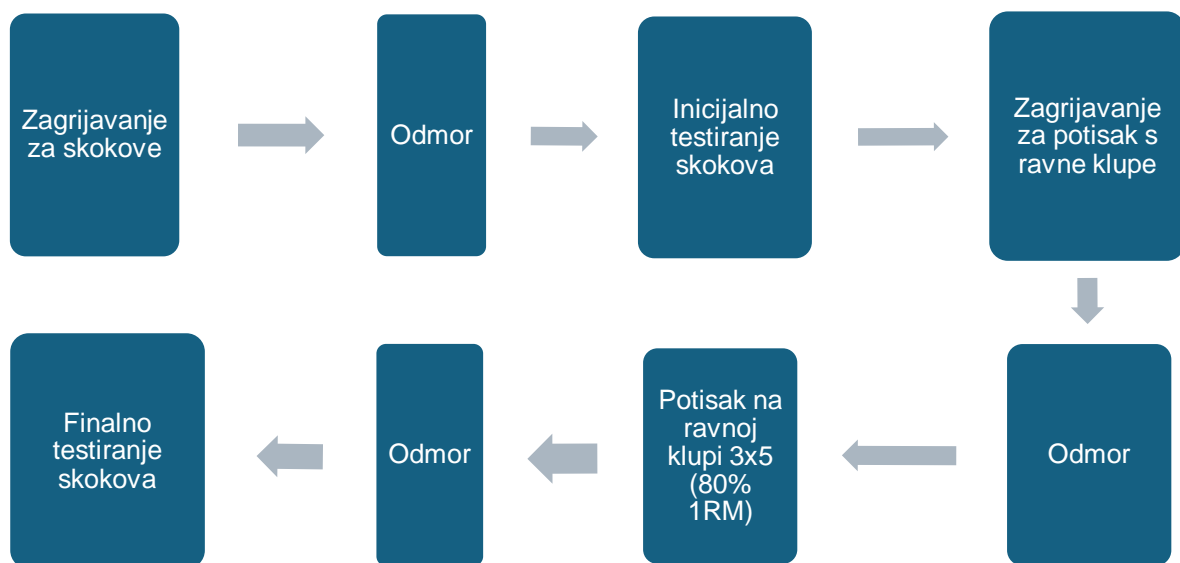 Zagrijavanje
za skokove
Odmor
Inicijalno
testiranje
skokova
Zagrijavanje
za potisak s
ravne klupe
Odmor
Potisak na
ravnoj
klupi 3x5
(80%
1RM)
Odmor
Finalno
testiranje
skokova